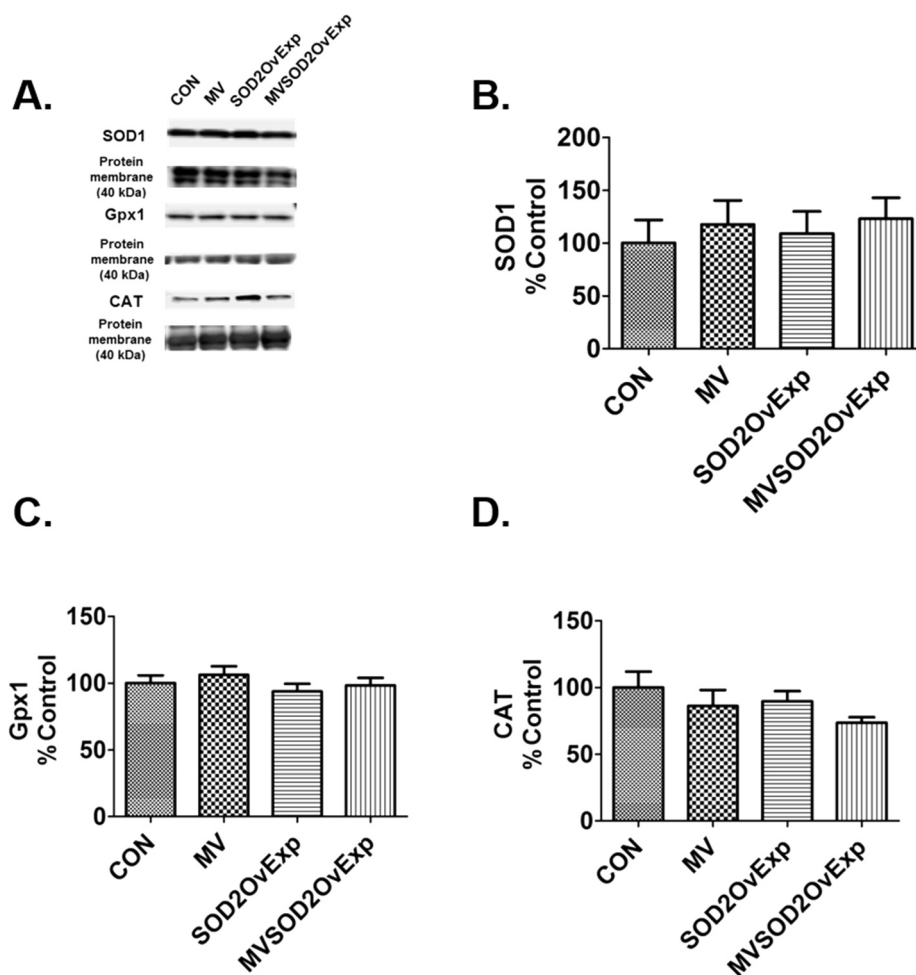 A.
CON MV SOD2OvExp MVSOD2OvExp
SOD1
Protein
membrane
(40 kDa)
Gpx1
Protein
membrane
(40 kDa)
CAT
Protein
membrane
(40 kDa)
B.
SOD1
% Control
200
150
100
50
0
CON MV SOD2OvExp MVSOD2OvExp
C.
Gpx1
% Control
150
100
50
0
CON MV SOD2OvExp MVSOD2OvExp
D.
CAT
% Control
150
100
50
0
CON MV SOD2OvExp MVSOD2OvExp